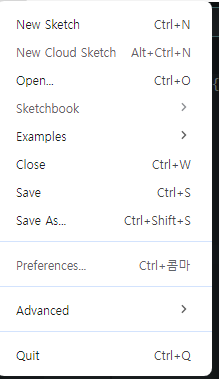 New Sketch Ctrl+N
New Cloud Sketch Alt+Ctrl+N
Open... Ctrl+O
{
Sketchbook
Examples
Close Ctrl+W
Save Ctrl+S
Save As... Ctrl+Shift+S
Preferences... Ctrl+콤마
Advanced
Quit Ctrl+Q